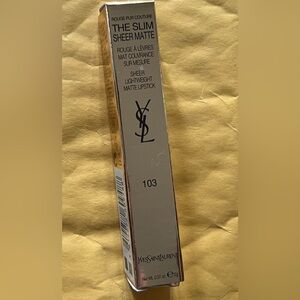 ROUGE PUR COUTURE
THE SLIM
SHEER MATTE
ROUGE À LÈVRES
MAT COUVRANCE
SUR MESURE
SHEER
LIGHTWEIGHT
MATTE LIPSTICK
YSL
103
YVESSAINTLAURENT